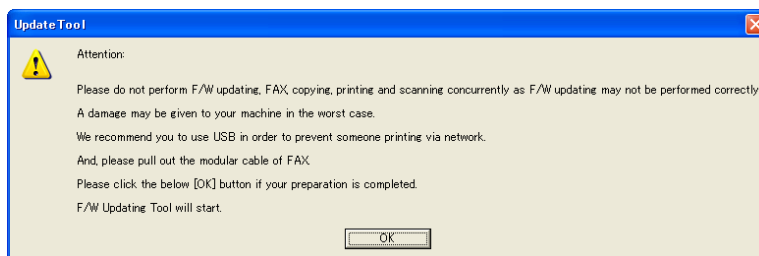 Update Tool
Attention:
Please do not perform F/W updating, FAX, copying, printing and scanning concurrently as F/W updating may not be performed correctly
A damage may be given to your machine in the worst case.
We recommend you to use USB in order to prevent someone printing via network.
And, please pull out the modular cable of FAX.
Please click the below [OK] button if your preparation is completed.
F/W Updating Tool will start.
OK